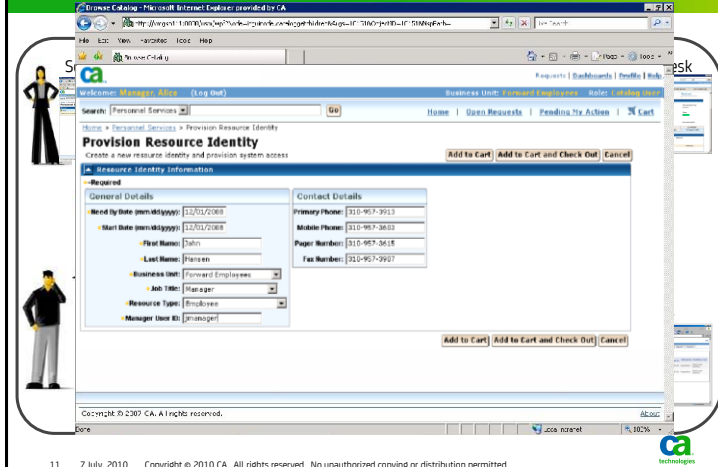 Browse Catalog - Microsoft Internet Explorer provided by CA
Live Search
File Edit View Favorites Tools Help
Browse Catalog
Page Tools
ca
Requests | Dashboards | Profile | Help
Welcome: Manager, Alice (Log Out)
Business Unit: Forward Employees Role: Catalog User
Search: Personnel Services Go
Home | Open Requests | Pending My Action | Cart
Home > Personnel Services > Provision Resource Identity
Provision Resource Identity
Create a new resource identity and provision system access
Add to Cart Add to Cart and Check Out Cancel
Resource Identity Information
=Required
General Details
Contact Details
Need By Date (mm/dd/yyyy): 12/01/2008
Primary Phone: 310-957-3913
Start Date (mm/dd/yyyy): 12/01/2008
Mobile Phone: 310-957-3603
First Name: John
Pager Number: 310-957-3615
Last Name: Hansen
Fax Number: 310-957-3907
Business Unit: Forward Employees
Job Title: Manager
Resource Type: Employee
Manager User ID: jmanager
Add to Cart Add to Cart and Check Out Cancel
Copyright © 2007 CA. All rights reserved.
About
Done
Local intranet
100%
11 7 July, 2010 Copyright © 2010 CA. All rights reserved. No unauthorized copying or distribution permitted
ca
technologies